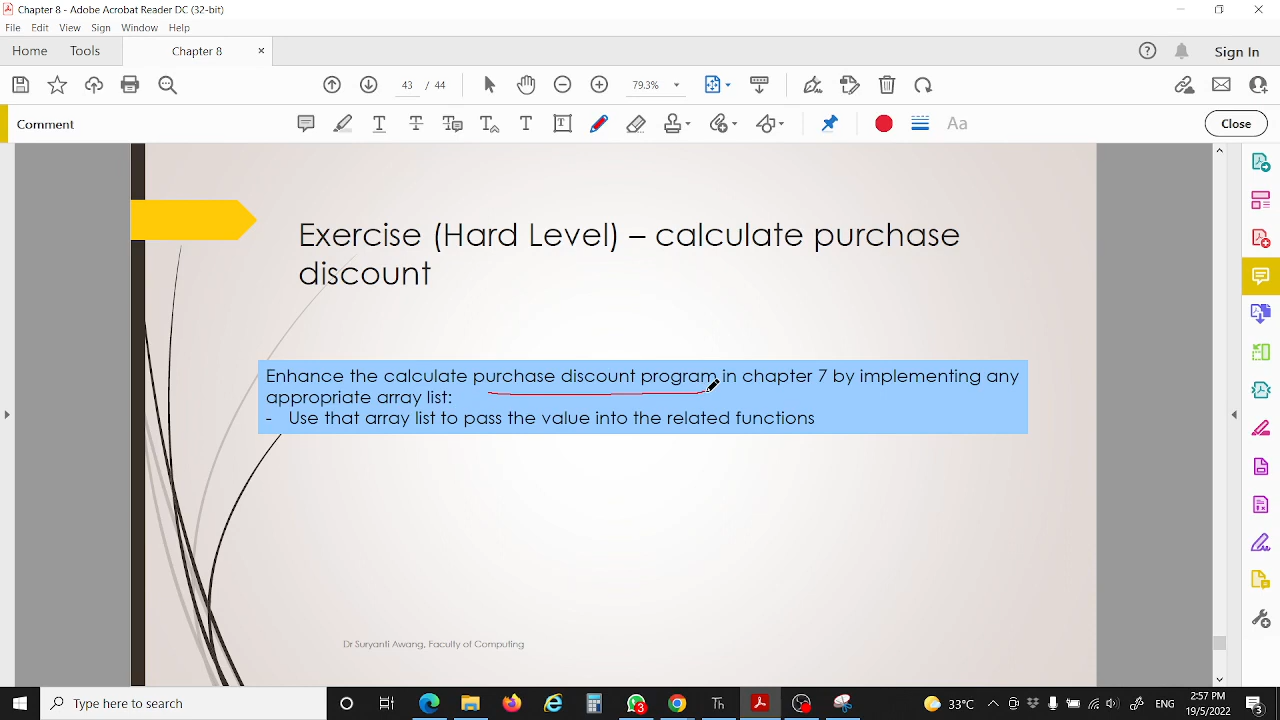 Chapter 8 - Adobe Acrobat Reader DC (32-bit)
File Edit View Sign Window Help
Home Tools Chapter 8 × Sign In
43 / 44 79.3%
Comment Aa Close
Exercise (Hard Level) – calculate purchase
discount
Enhance the calculate purchase discount program in chapter 7 by implementing any
appropriate array list:
- Use that array list to pass the value into the related functions
Dr Suryanti Awang, Faculty of Computing
Type here to search
3
Th
33°C
ENG
2:57 PM
19/5/2022
3